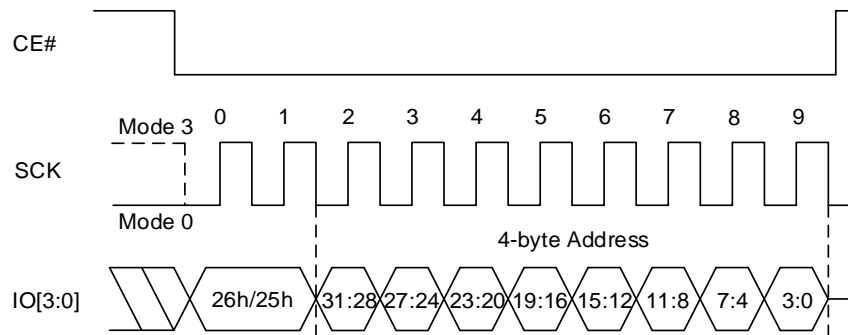 CE#
0 1 2 3 4 5 6 7 8 9
Mode 3
SCK
Mode 0
4-byte Address
IO[3:0] 26h/25h 31:28 27:24 23:20 19:16 15:12 11:8 7:4 3:0